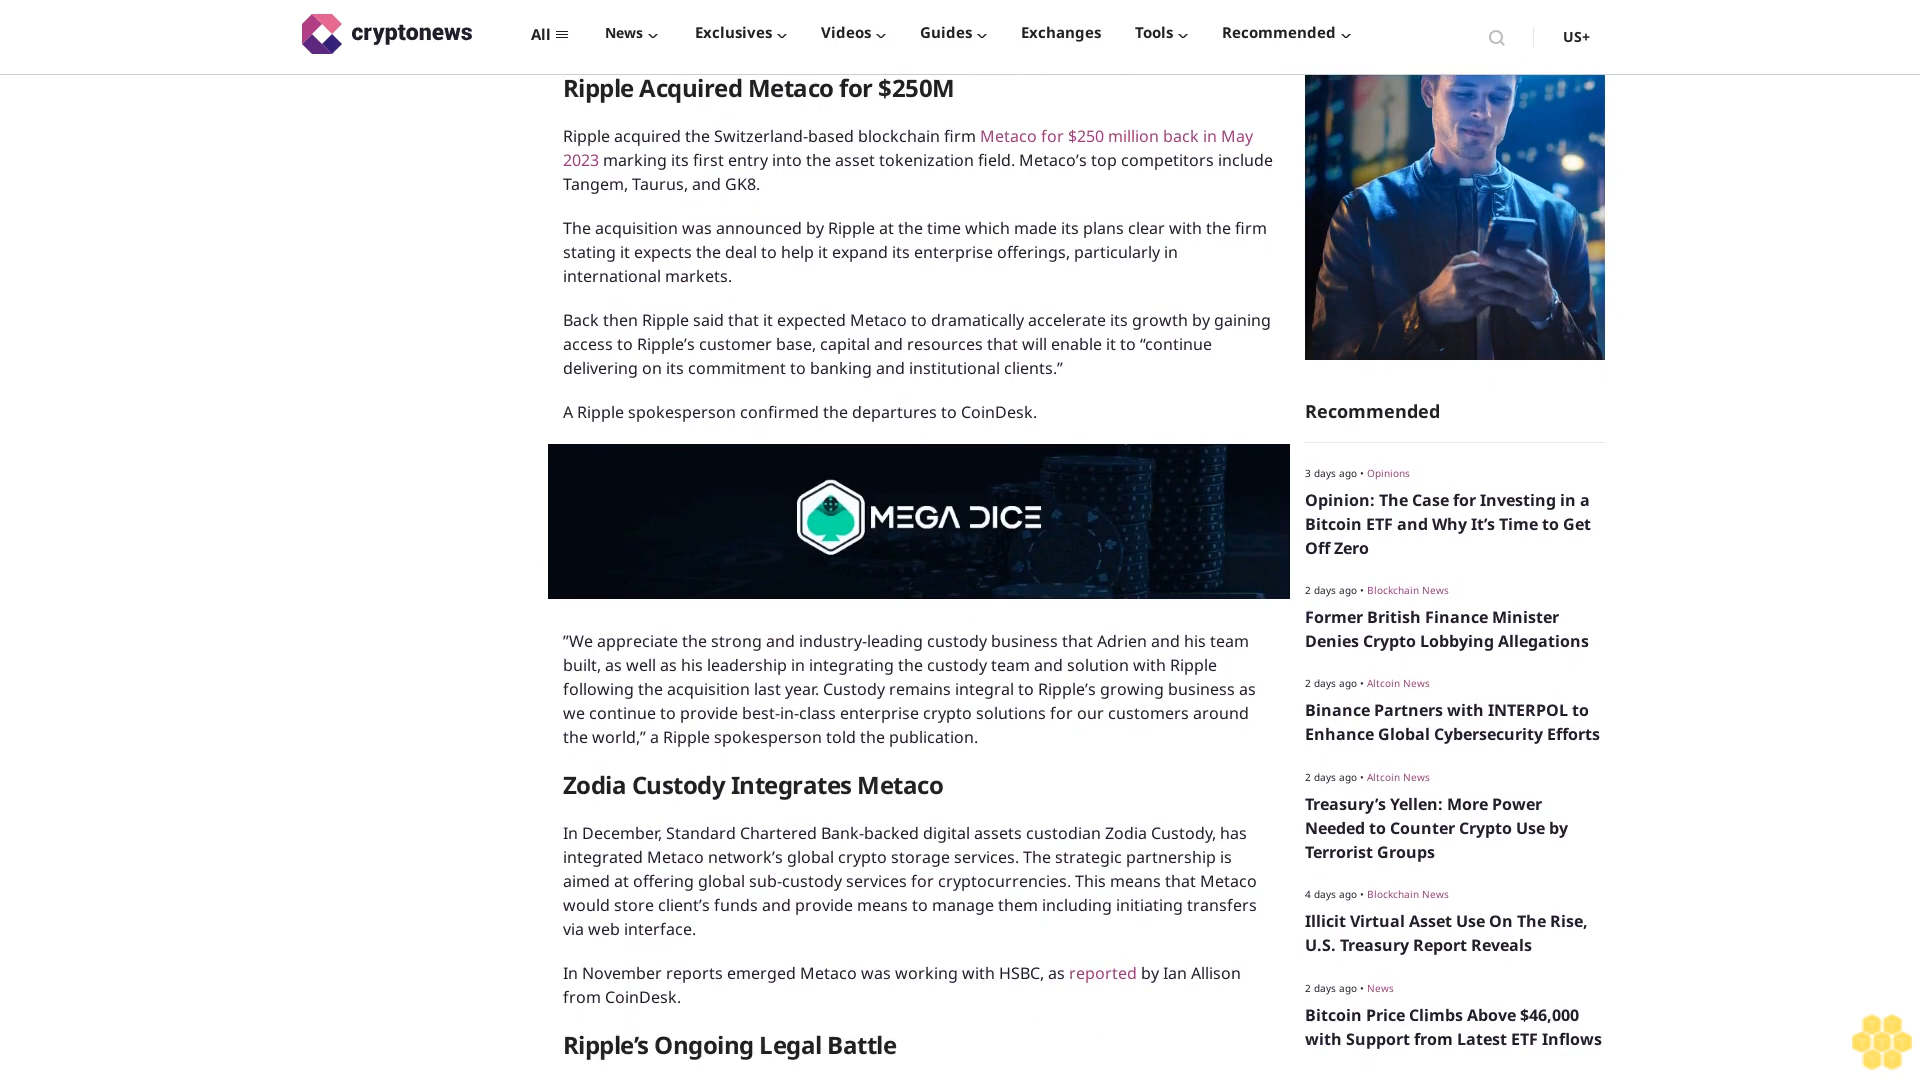 cryptonews
All
News
Exclusives
Videos
Guides
Exchanges
Tools
Recommended
US+
Ripple Acquired Metaco for $250M
Ripple acquired the Switzerland-based blockchain firm Metaco for $250 million back in May
2023 marking its first entry into the asset tokenization field. Metaco’s top competitors include
Tangem, Taurus, and GK8.
The acquisition was announced by Ripple at the time which made its plans clear with the firm
stating it expects the deal to help it expand its enterprise offerings, particularly in
international markets.
Back then Ripple said that it expected Metaco to dramatically accelerate its growth by gaining
access to Ripple’s customer base, capital and resources that will enable it to “continue
delivering on its commitment to banking and institutional clients.”
A Ripple spokesperson confirmed the departures to CoinDesk.
MEGA DICE
”We appreciate the strong and industry-leading custody business that Adrien and his team
built, as well as his leadership in integrating the custody team and solution with Ripple
following the acquisition last year. Custody remains integral to Ripple’s growing business as
we continue to provide best-in-class enterprise crypto solutions for our customers around
the world,” a Ripple spokesperson told the publication.
Zodia Custody Integrates Metaco
In December, Standard Chartered Bank-backed digital assets custodian Zodia Custody, has
integrated Metaco network’s global crypto storage services. The strategic partnership is
aimed at offering global sub-custody services for cryptocurrencies. This means that Metaco
would store client’s funds and provide means to manage them including initiating transfers
via web interface.
In November reports emerged Metaco was working with HSBC, as reported by Ian Allison
from CoinDesk.
Ripple’s Ongoing Legal Battle
Recommended
3 days ago • Opinions
Opinion: The Case for Investing in a
Bitcoin ETF and Why It’s Time to Get
Off Zero
2 days ago • Blockchain News
Former British Finance Minister
Denies Crypto Lobbying Allegations
2 days ago • Altcoin News
Binance Partners with INTERPOL to
Enhance Global Cybersecurity Efforts
2 days ago • Altcoin News
Treasury’s Yellen: More Power
Needed to Counter Crypto Use by
Terrorist Groups
4 days ago • Blockchain News
Illicit Virtual Asset Use On The Rise,
U.S. Treasury Report Reveals
2 days ago • News
Bitcoin Price Climbs Above $46,000
with Support from Latest ETF Inflows